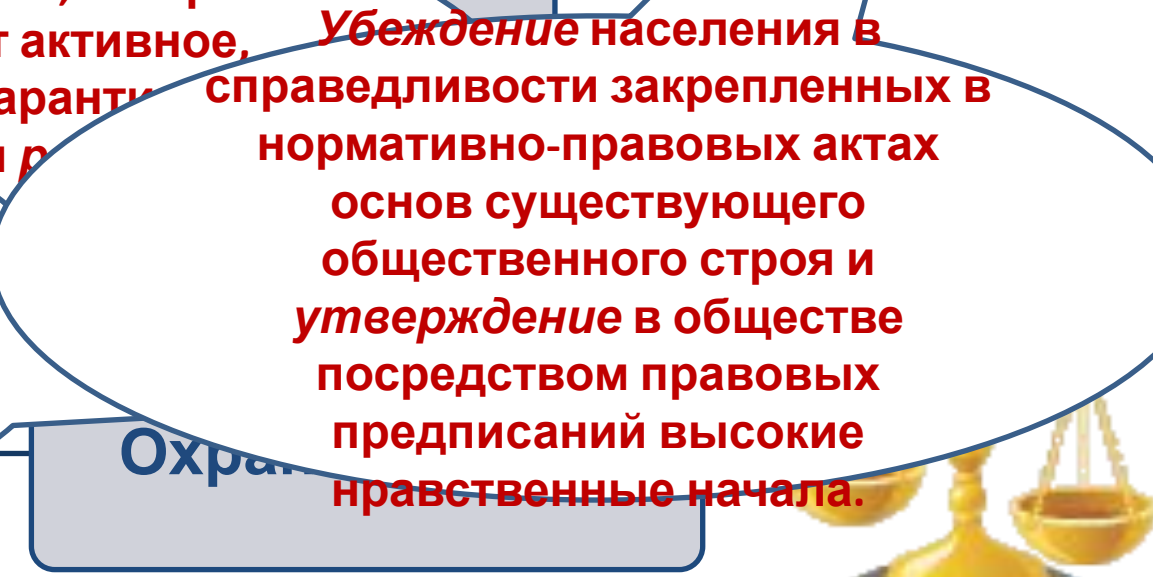 т активное,
Убеждение населения в
справедливости закрепленных в
нормативно-правовых актах
основ существующего
общественного строя и
утверждение в обществе
посредством правовых
предписаний высокие
нравственные начала.